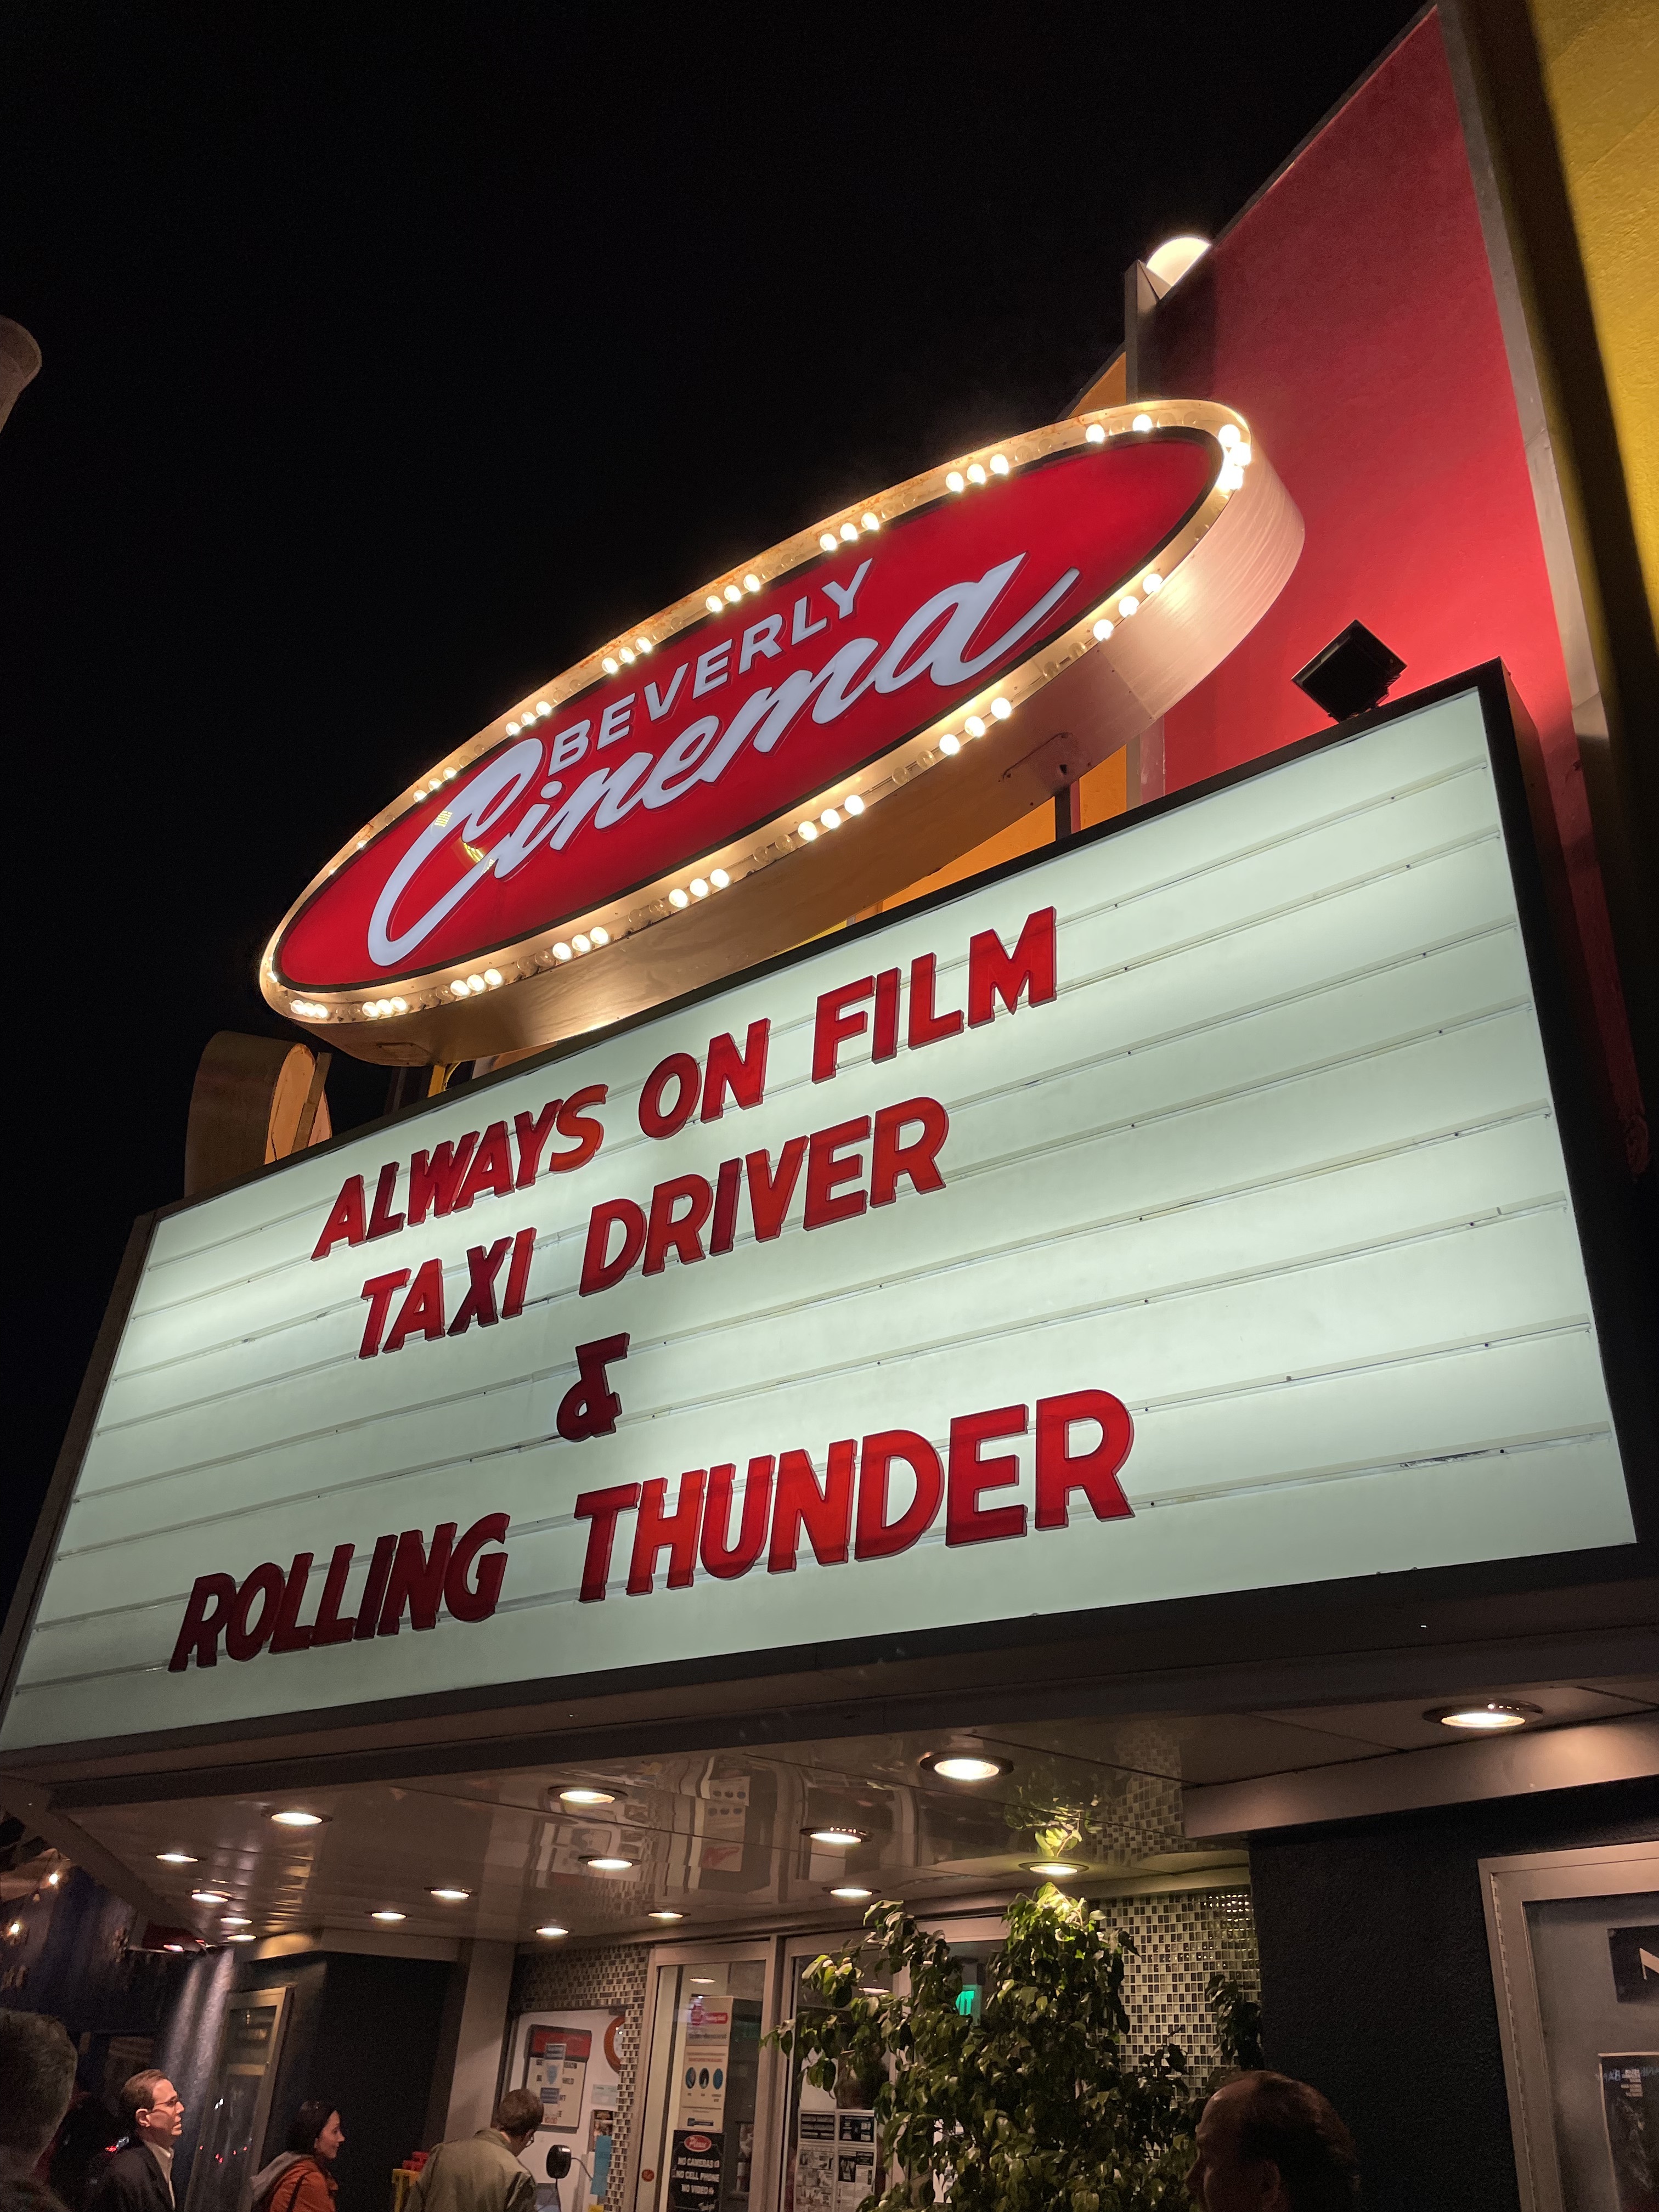 BEVERLY
Cinema
ALWAYS ON FILM
TAXI DRIVER
&
ROLLING THUNDER
NO CAMERAS
NO CELL PHONE
NO VIDEO